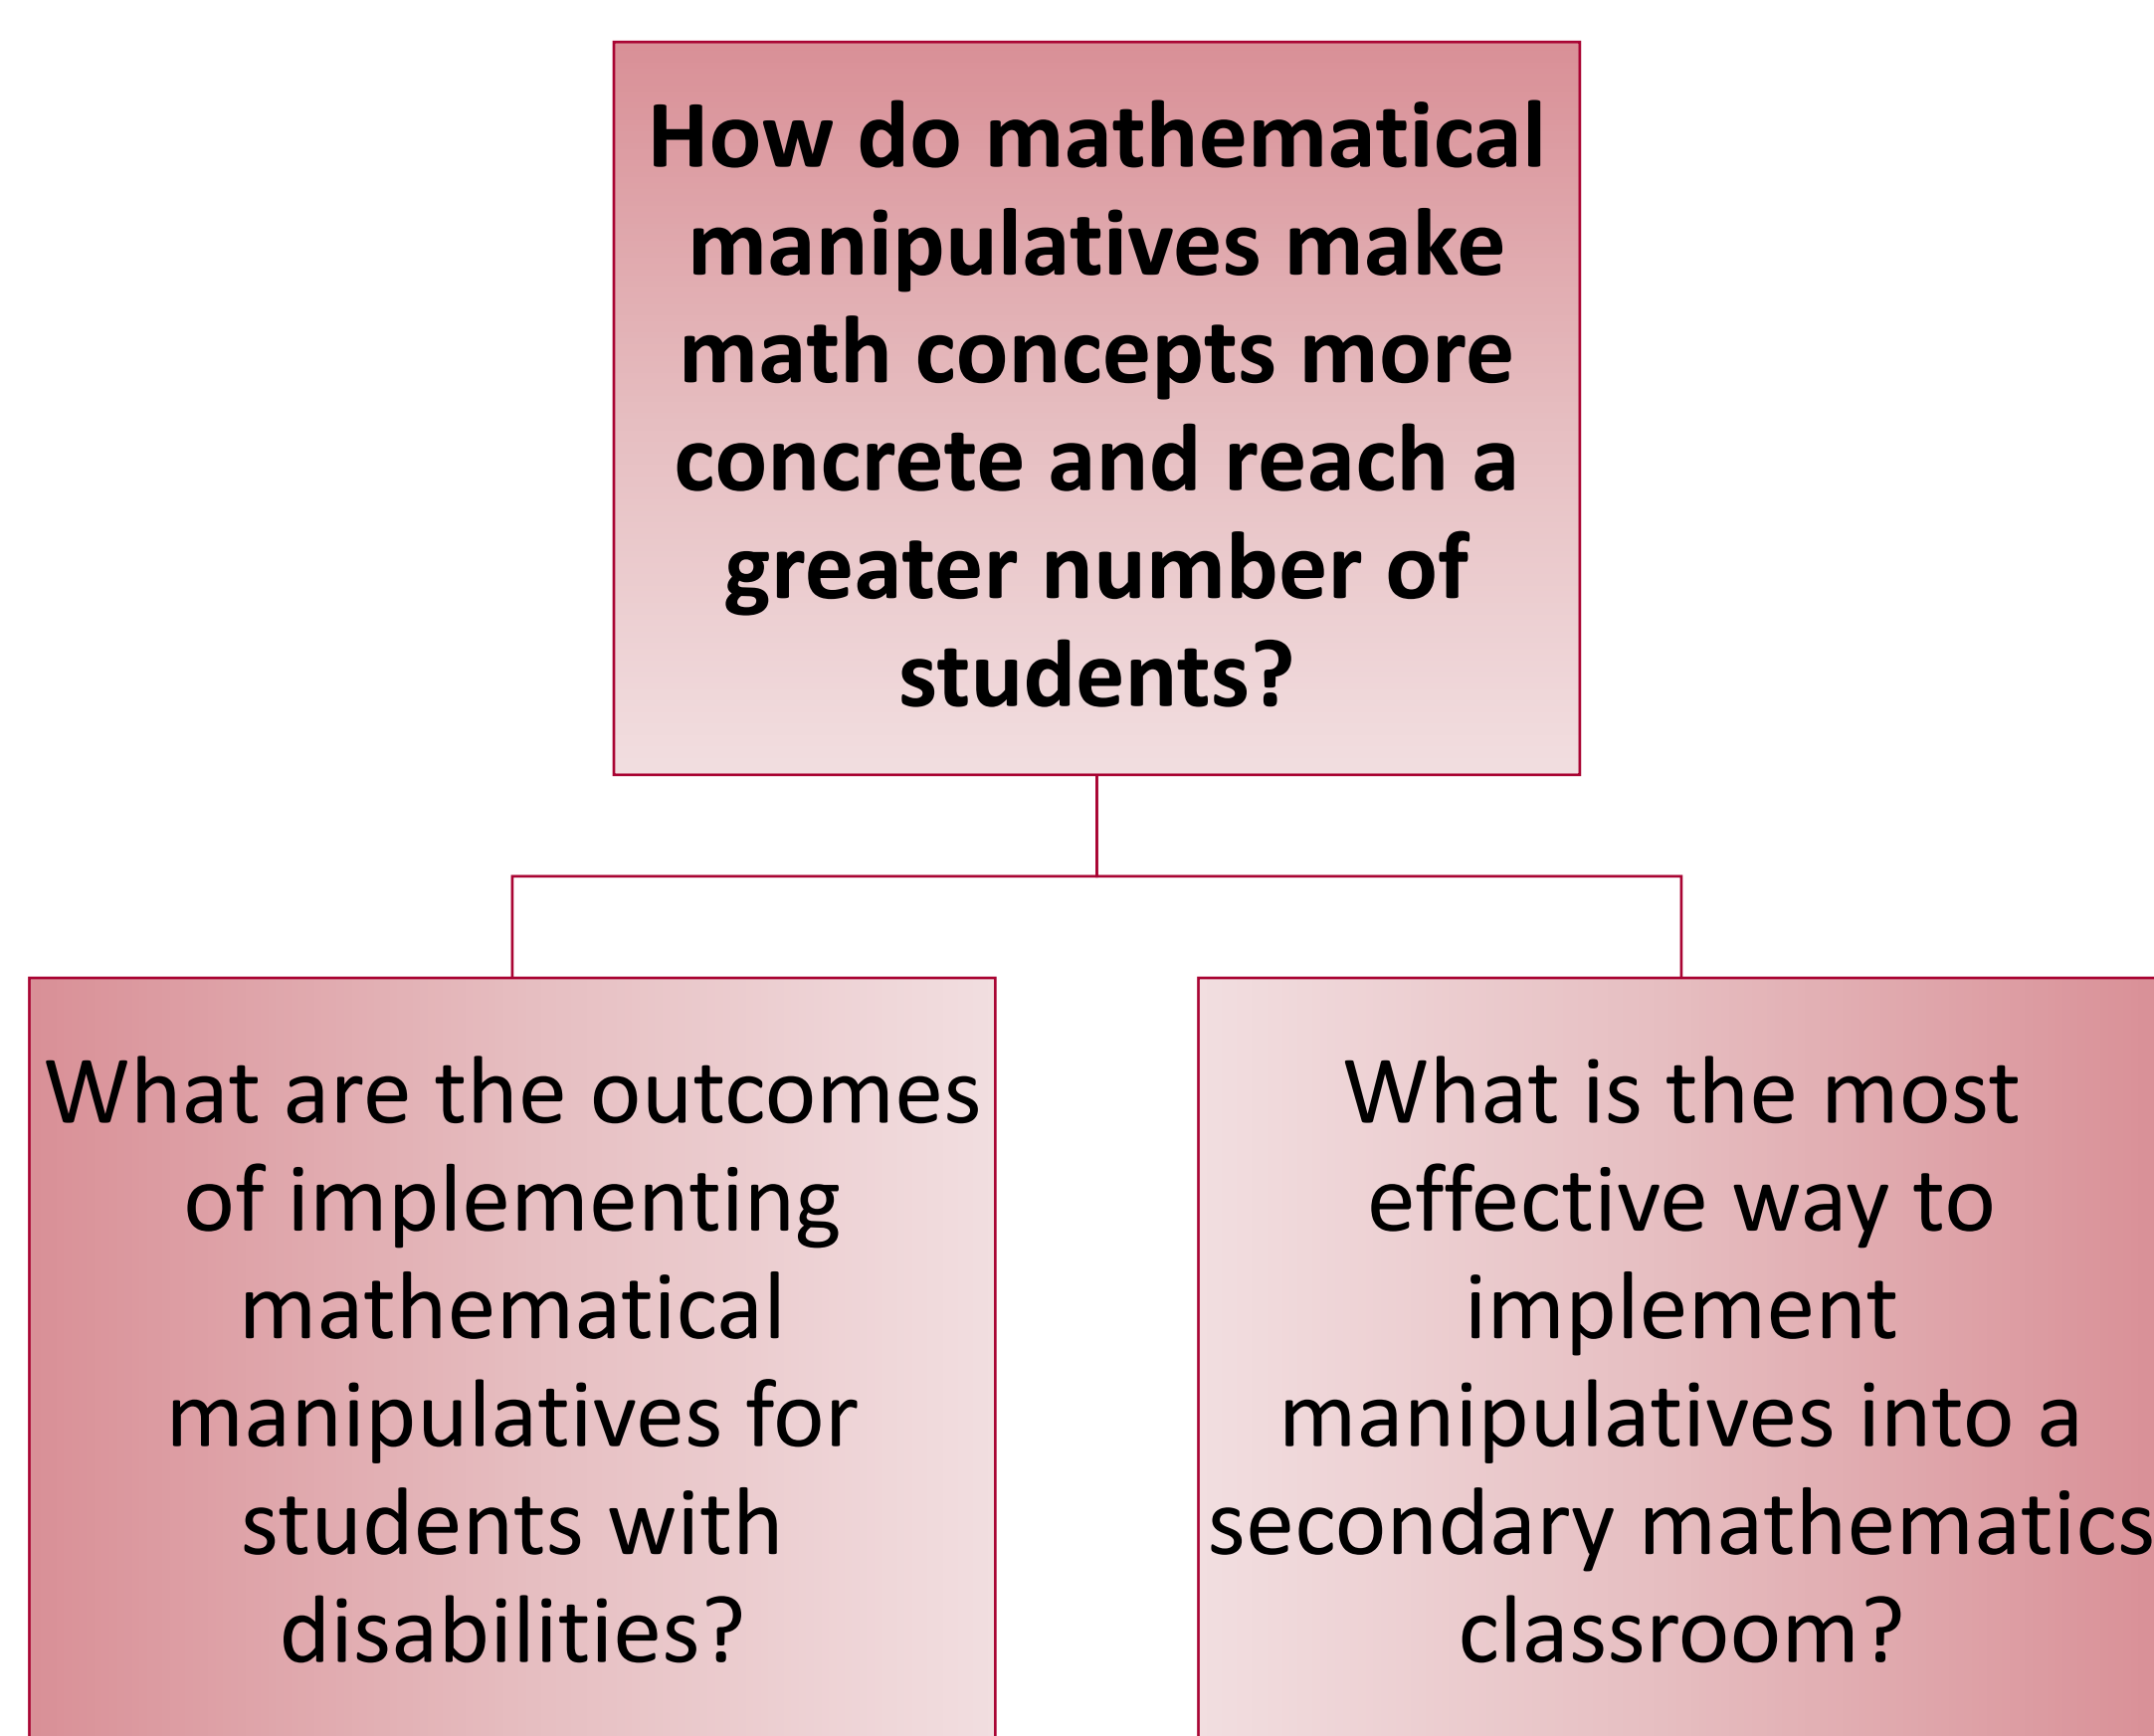 How do mathematical
manipulatives make
math concepts more
concrete and reach a
greater number of
students?
What are the outcomes
of implementing
mathematical
manipulatives for
students with
disabilities?
What is the most
effective way to
implement
manipulatives into a
secondary mathematics
classroom?